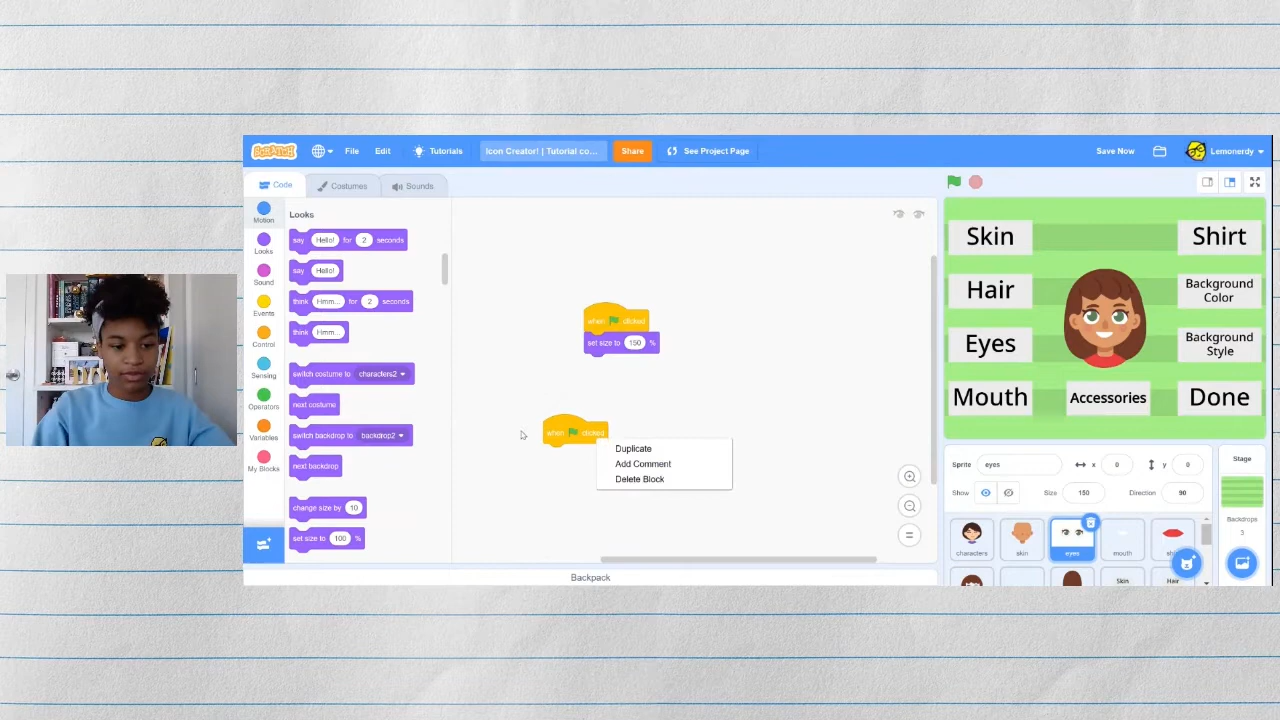 SCRATCH
File Edit Tutorials Icon Creator! | Tutorial co... Share See Project Page Save Now Lemonerdy
Code Costumes Sounds
Motion
Looks
Sound
Events
Control
Sensing
Operators
Variables
My Blocks
Looks
say Hello! for 2 seconds
say Hello!
think Hmm... for 2 seconds
think Hmm...
switch costume to characters2
next costume
switch backdrop to backdrop2
next backdrop
change size by 10
set size to 100 %
when clicked
set size to 150 %
when clicked
Duplicate
Add Comment
Delete Block
Backpack
Skin
Hair
Eyes
Mouth
Accessories
Shirt
Background
Color
Background
Style
Done
Sprite eyes x 0 y 0
Show Size 150 Direction 90
characters skin eyes mouth
Skin Hair
Stage
Backdrops
3